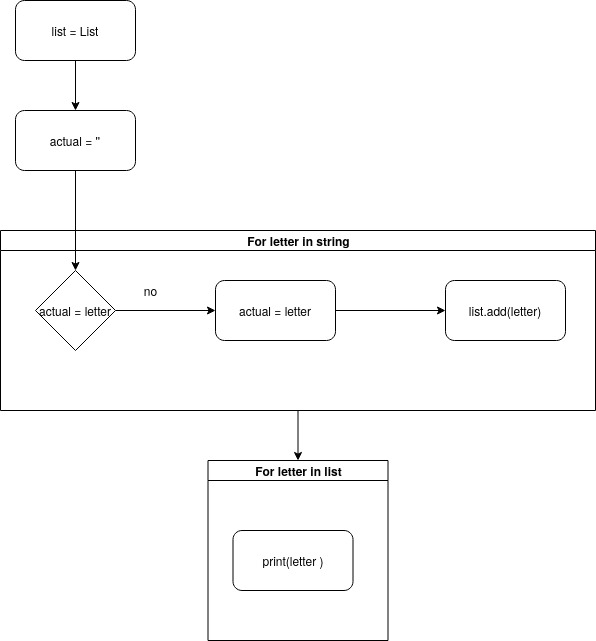 list = List
actual = ''
For letter in string
actual = letter
no
actual = letter
list.add(letter)
For letter in list
print(letter )